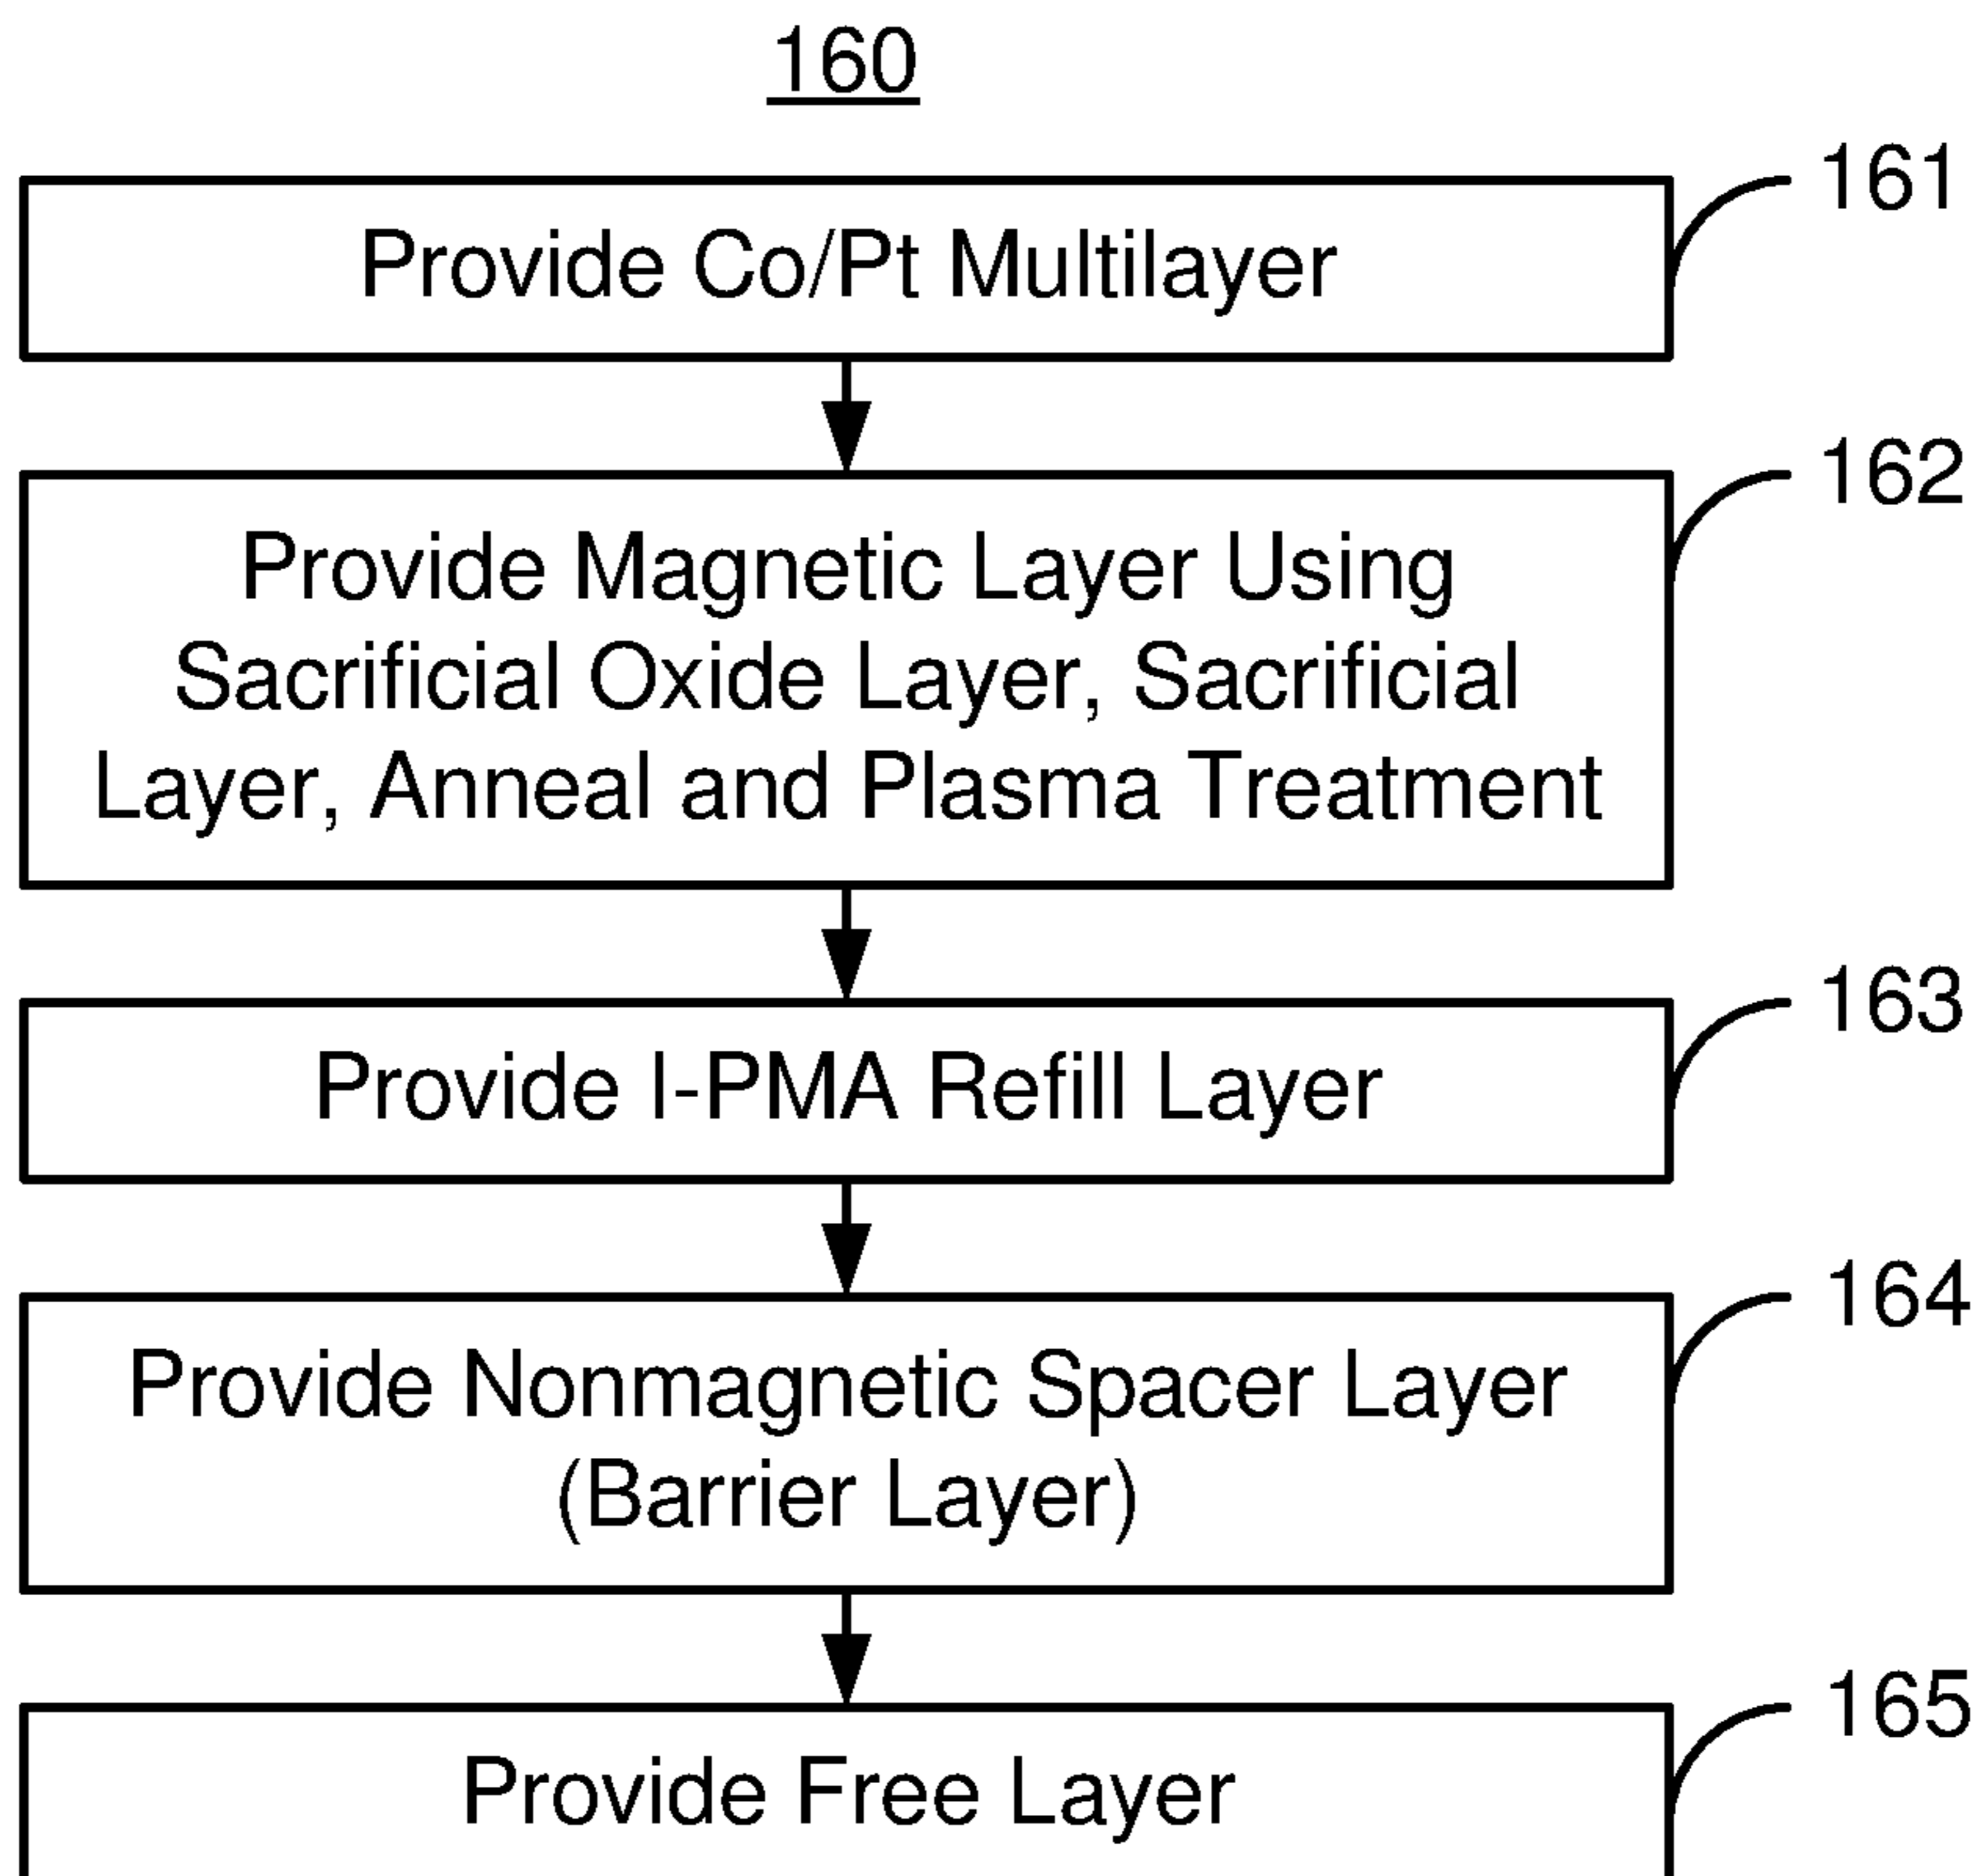 160
161
Provide Co/Pt Multilayer
162
Provide Magnetic Layer Using
Sacrificial Oxide Layer, Sacrificial
Layer, Anneal and Plasma Treatment
163
Provide I-PMA Refill Layer
164
Provide Nonmagnetic Spacer Layer
(Barrier Layer)
165
Provide Free Layer